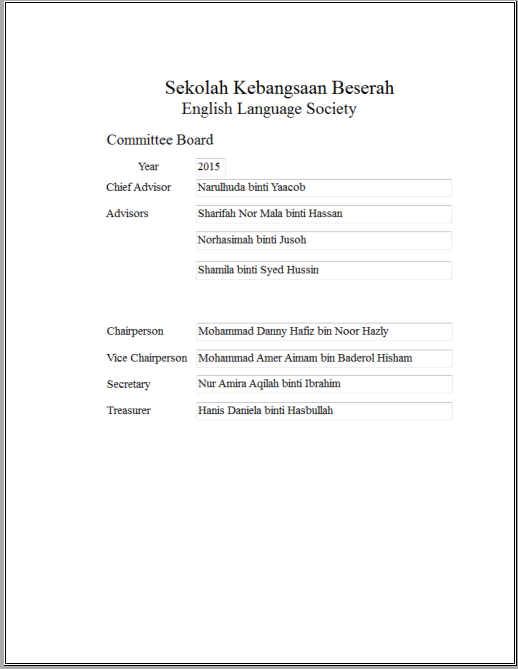 Sekolah Kebangsaan Beserah
English Language Society
Committee Board
Year 2015
Chief Advisor Narulhuda binti Yaacob
Advisors Sharifah Nor Mala binti Hassan
Norhasimah binti Jusoh
Shamila binti Syed Hussin
Chairperson Mohammad Danny Hafiz bin Noor Hazly
Vice Chairperson Mohammad Amer Aimam bin Baderol Hisham
Secretary Nur Amira Aqilah binti Ibrahim
Treasurer Hanis Daniela binti Hasbullah